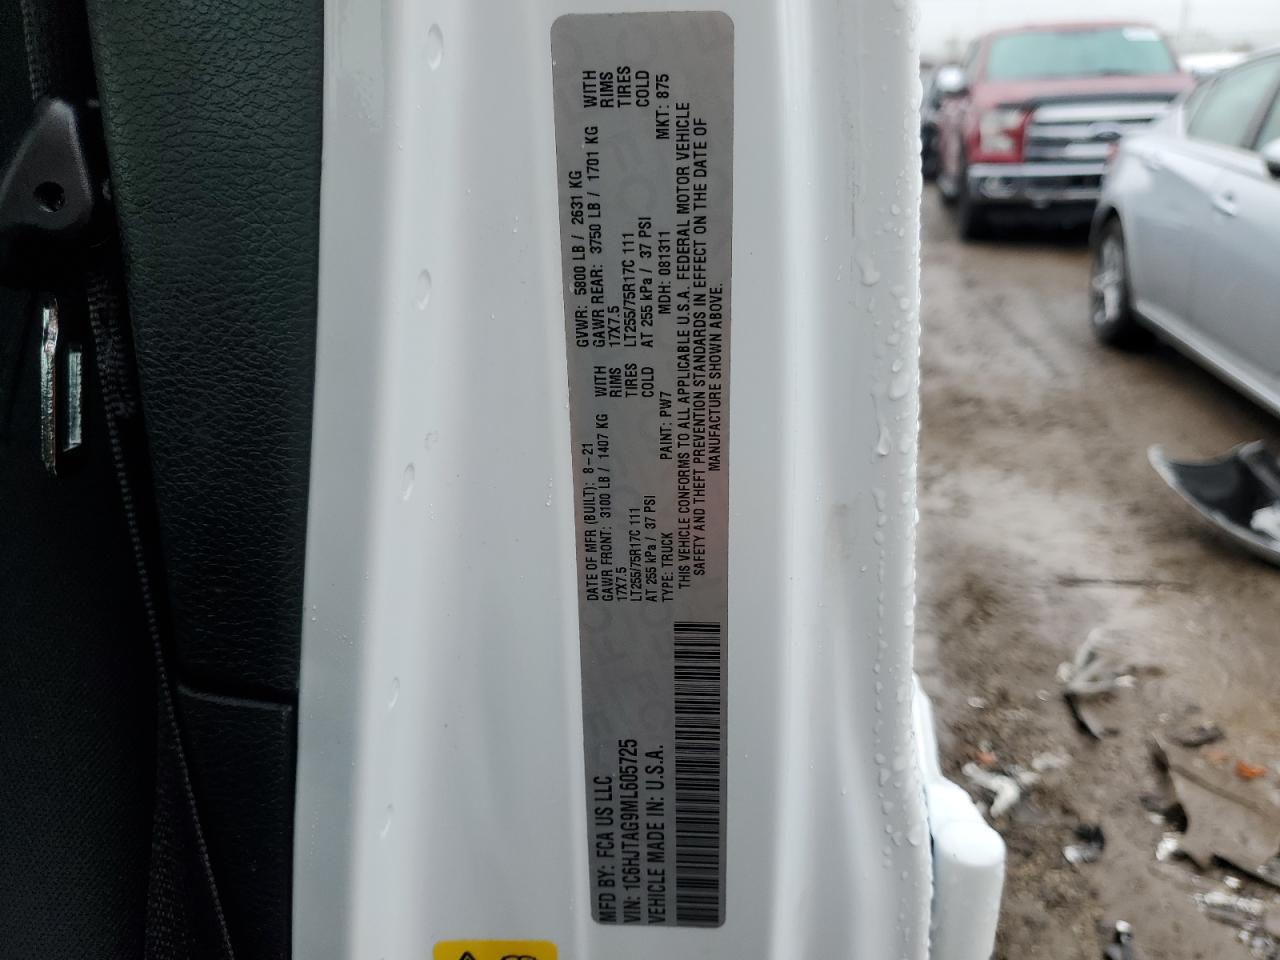 MFD BY: FCA US LLC
DATE OF MFR (BUILT): 8-21
GVWR: 5800 LB / 2631 KG
VIN: 1C6HJTAG9ML605725
GAWR FRONT: 3100 LB / 1407 KG WITH
GAWR REAR: 3750 LB / 1701 KG WITH
VEHICLE MADE IN: U.S.A.
17X7.5 RIMS
17X7.5 RIMS
LT255/75R17C 111 TIRES
LT255/75R17C 111 TIRES
AT 255 kPa / 37 PSI COLD
AT 255 kPa / 37 PSI COLD
TYPE: TRUCK PAINT: PW7 MDH: 081311 MKT: 875
THIS VEHICLE CONFORMS TO ALL APPLICABLE U.S.A. FEDERAL MOTOR VEHICLE
SAFETY AND THEFT PREVENTION STANDARDS IN EFFECT ON THE DATE OF
MANUFACTURE SHOWN ABOVE.